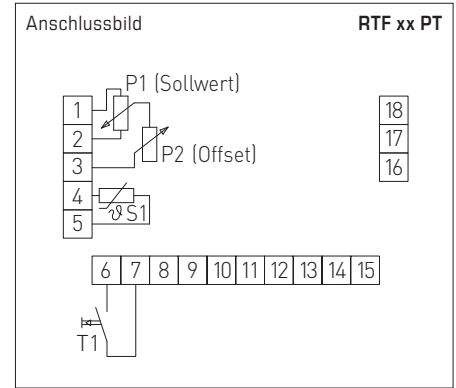 Anschlussbild RTF xx PT
P1 (Sollwert)
1 18
2 17
P2 (Offset)
3 16
4
ϑ S1
5
6 7 8 9 10 11 12 13 14 15
T1